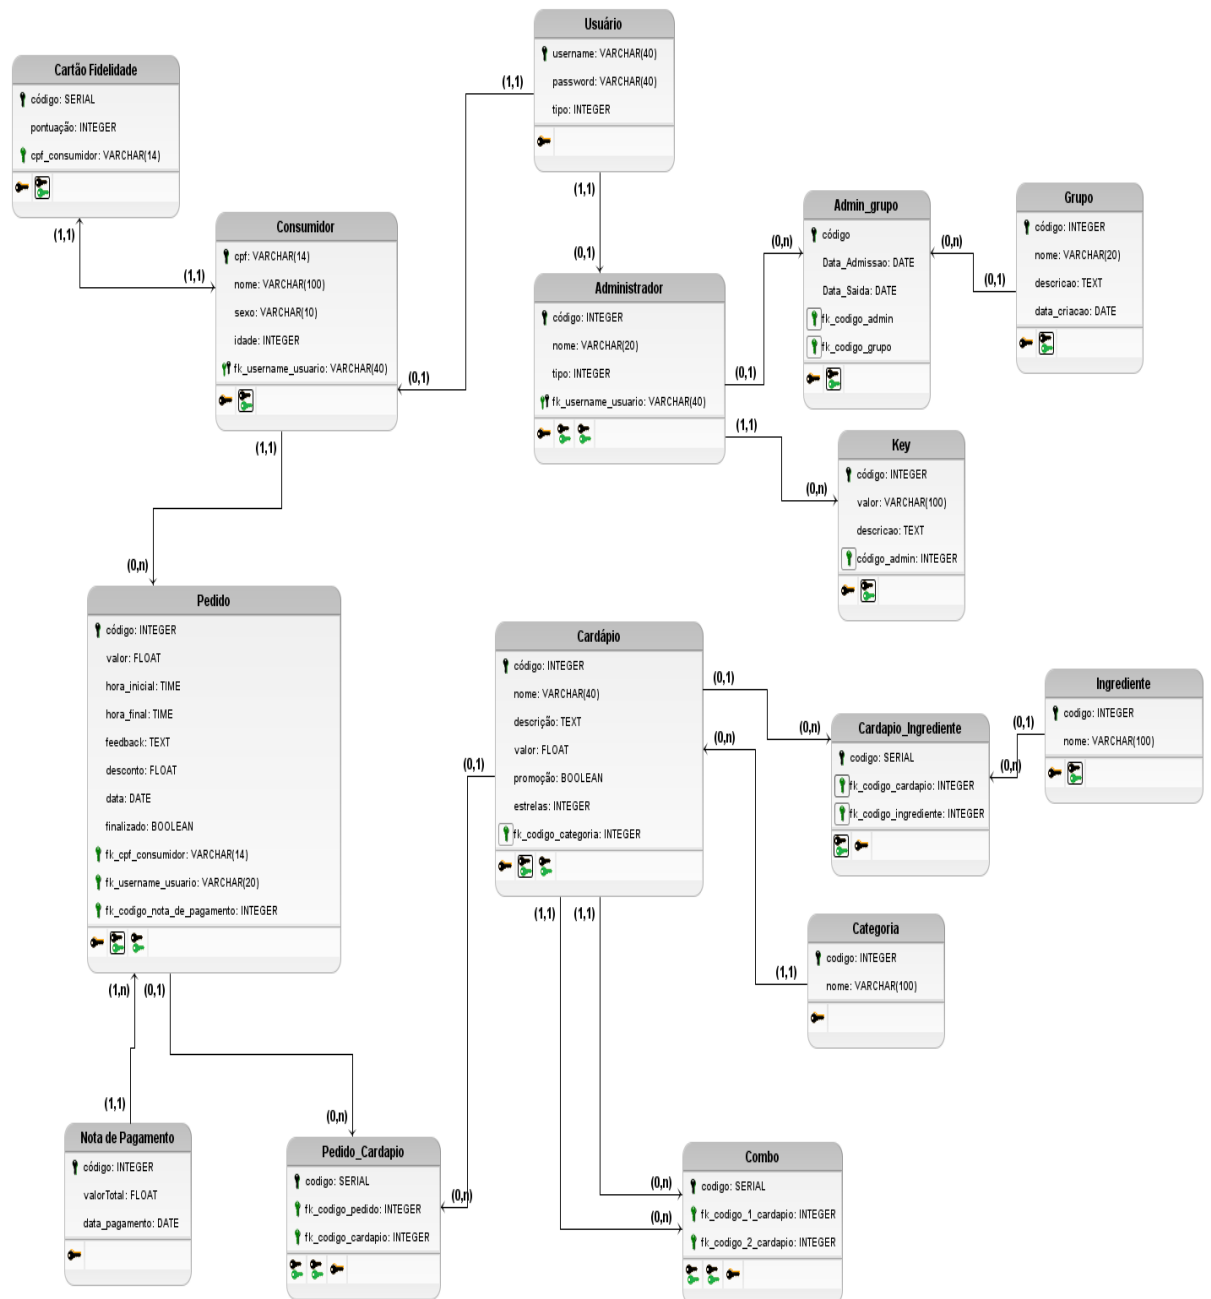 Usuário
username: VARCHAR(40)
password: VARCHAR(40)
tipo: INTEGER
(1,1)
(1,1)
Cartão Fidelidade
código: SERIAL
pontuação: INTEGER
cpf_consumidor: VARCHAR(14)
(1,1)
(1,1)
Consumidor
cpf: VARCHAR(14)
nome: VARCHAR(100)
sexo: VARCHAR(10)
idade: INTEGER
fk_username_usuario: VARCHAR(40)
(0,1)
(1,1)
(0,1)
Administrador
código: INTEGER
nome: VARCHAR(20)
tipo: INTEGER
fk_username_usuario: VARCHAR(40)
(0,1)
(1,1)
(0,n)
Admin_grupo
código
Data_Admissao: DATE
Data_Saida: DATE
fk_codigo_admin
fk_codigo_grupo
(0,n)
(0,1)
Grupo
código: INTEGER
nome: VARCHAR(20)
descricao: TEXT
data_criacao: DATE
(0,n)
Key
código: INTEGER
valor: VARCHAR(100)
descricao: TEXT
código_admin: INTEGER
(0,n)
Pedido
código: INTEGER
valor: FLOAT
hora_inicial: TIME
hora_final: TIME
feedback: TEXT
desconto: FLOAT
data: DATE
finalizado: BOOLEAN
fk_cpf_consumidor: VARCHAR(14)
fk_username_usuario: VARCHAR(20)
fk_codigo_nota_de_pagamento: INTEGER
(1,n)
(0,1)
Cardápio
código: INTEGER
nome: VARCHAR(40)
descrição: TEXT
valor: FLOAT
promoção: BOOLEAN
estrelas: INTEGER
fk_codigo_categoria: INTEGER
(0,1)
(0,1)
(0,n)
(1,1)
(1,1)
(0,n)
Cardapio_Ingrediente
codigo: SERIAL
fk_codigo_cardapio: INTEGER
fk_codigo_ingrediente: INTEGER
(0,n)
(0,1)
Ingrediente
codigo: INTEGER
nome: VARCHAR(100)
Categoria
codigo: INTEGER
nome: VARCHAR(100)
(1,1)
(1,1)
Nota de Pagamento
código: INTEGER
valorTotal: FLOAT
data_pagamento: DATE
(0,n)
Pedido_Cardapio
codigo: SERIAL
fk_codigo_pedido: INTEGER
fk_codigo_cardapio: INTEGER
(0,n)
(0,n)
(0,n)
Combo
codigo: SERIAL
fk_codigo_1_cardapio: INTEGER
fk_codigo_2_cardapio: INTEGER